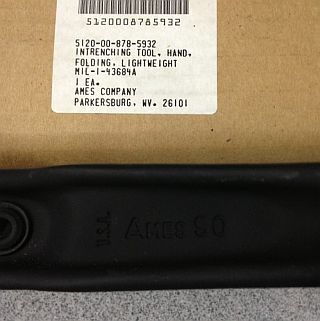 5120008785932
5120-00-878-5932
INTRENCHING TOOL, HAND,
FOLDING, LIGHTWEIGHT
MIL-I-43684A
1 EA.
AMES COMPANY
PARKERSBURG, WV. 26101
U.S.A. AMES 90